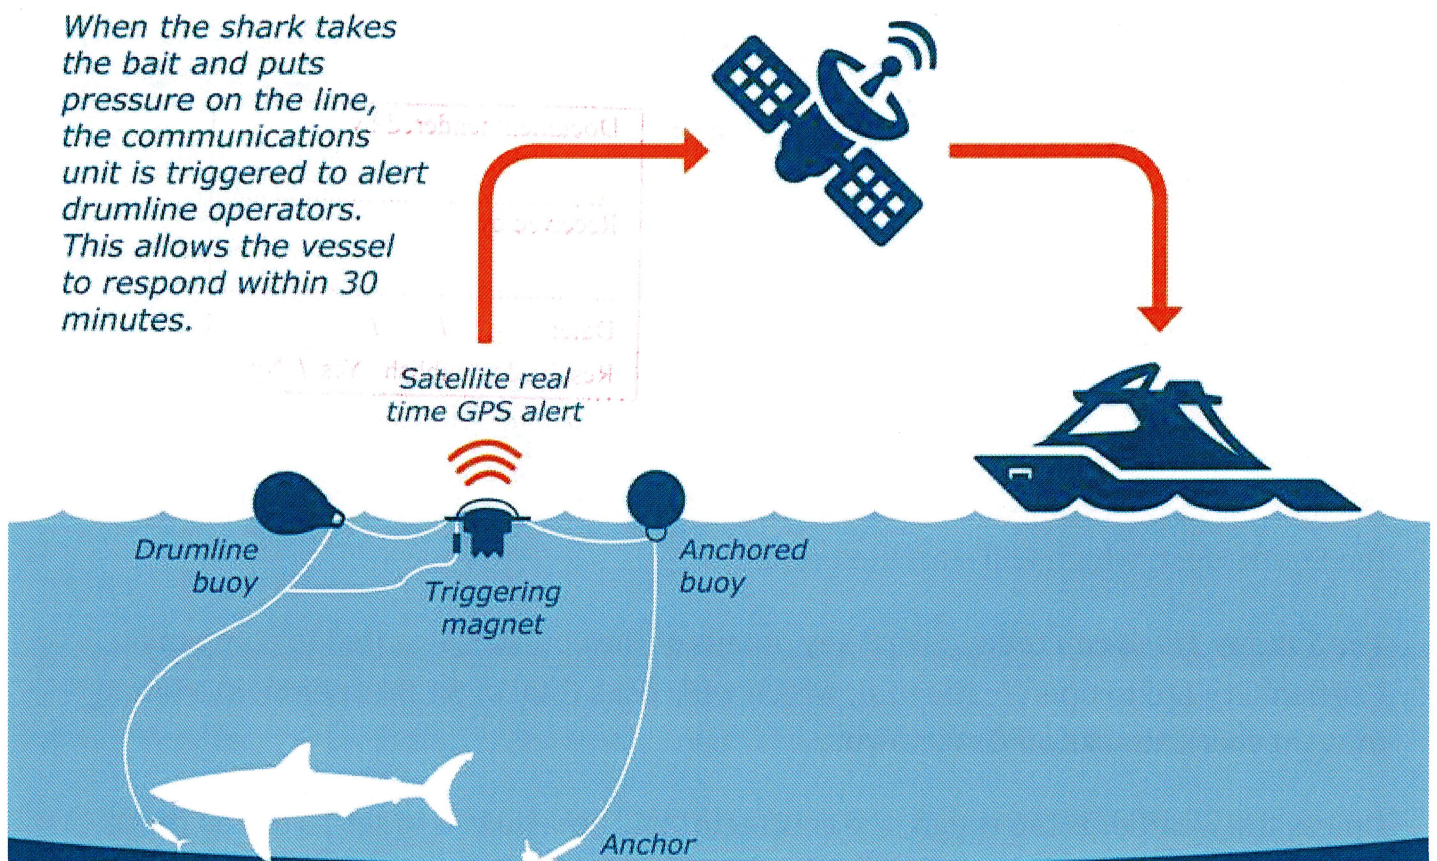 When the shark takes
the bait and puts
pressure on the line,
the communications
unit is triggered to alert
drumline operators.
This allows the vessel
to respond within 30
minutes.
Satellite real
time GPS alert
Drumline
buoy
Triggering
magnet
Anchored
buoy
Anchor